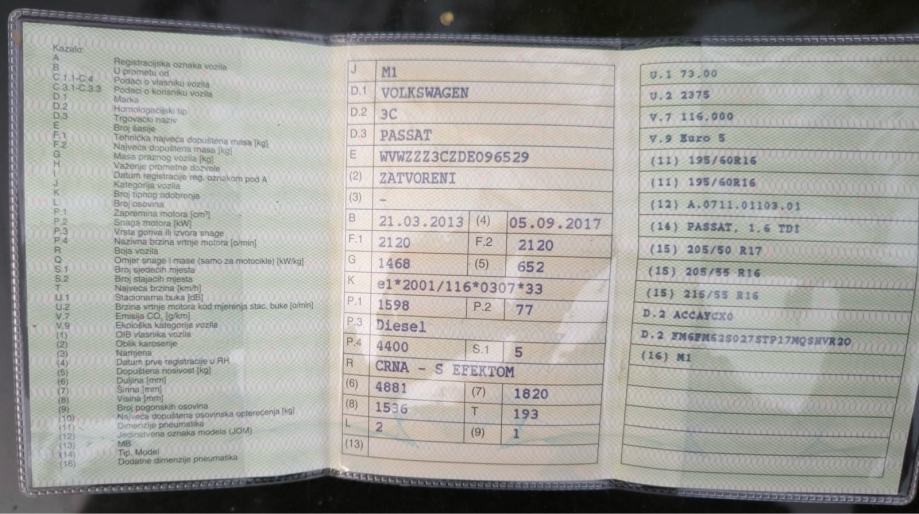 Kazalo:
A Registracijska oznaka vozila
B U prometu od
C.1.1-C.4 Podaci o vlasniku vozila
C.3.1-C.3.3 Podaci o korisniku vozila
D.1 Marka
D.2 Homologacijski tip
D.3 Trgovački naziv
E Broj šasije
F.1 Tehnička najveća dopuštena masa [kg]
F.2 Najveća dopuštena masa [kg]
G Masa praznog vozila [kg]
H Važenje prometne dozvole
I Datum registracije reg. oznakom pod A
J Kategorija vozila
K Broj tipnog odobrenja
L Broj osovina
P.1 Zapremina motora [cm³]
P.2 Snaga motora [kW]
P.3 Vrsta goriva ili izvora snage
P.4 Nazivna brzina vrtnje motora [o/min]
R Boja vozila
Q Omjer snage i mase (samo za motocikle) [kW/kg]
S.1 Broj sjedećih mjesta
S.2 Broj stajaćih mjesta
T Najveća brzina [km/h]
U.1 Stacionarna buka [dB]
U.2 Brzina vrtnje motora kod mjerenja stac. buke [o/min]
V.7 Emisija CO₂ [g/km]
V.9 Ekološka kategorija vozila
(1) OIB vlasnika vozila
(2) Oblik karoserije
(3) Namjena
(4) Datum prve registracije u RH
(5) Dopuštena nosivost [kg]
(6) Duljina [mm]
(7) Širina [mm]
(8) Visina [mm]
(9) Broj pogonskih osovina
(10) Najveća dopuštena osovinska opterećenja [kg]
(11) Dimenzije pneumatika
(12) Jedinstvena oznaka modela (JOM)
(13) MB
(14) Tip, Model
(15) Dodatne dimenzije pneumatika
J M1
D.1 VOLKSWAGEN
D.2 3C
D.3 PASSAT
E WVWZZZ3CZDE096529
(2) ZATVORENI
(3) -
B 21.03.2013 (4) 05.09.2017
F.1 2120 F.2 2120
G 1468 (5) 652
K e1*2001/116*0307*33
P.1 1598 P.2 77
P.3 Diesel
P.4 4400 S.1 5
R CRNA - S EFEKTOM
(6) 4881 (7) 1820
(8) 1536 T 193
L 2 (9) 1
(13)
U.1 73.00
U.2 2375
V.7 116.000
V.9 Euro 5
(11) 195/60R16
(11) 195/60R16
(12) A.0711.01103.01
(14) PASSAT, 1.6 TDI
(15) 205/50 R17
(15) 205/55 R16
(15) 215/55 R16
D.2 ACCAYCX0
D.2
(16) M1